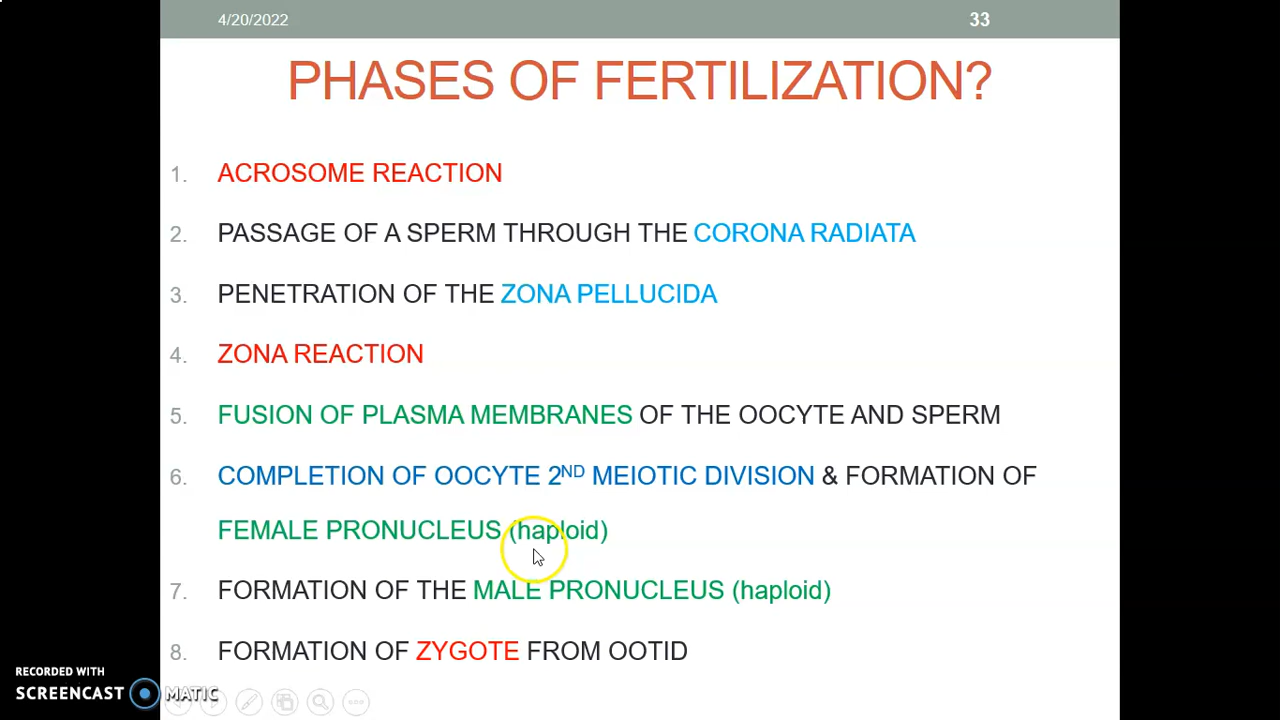 4/20/2022
33
PHASES OF FERTILIZATION?
1. ACROSOME REACTION
2. PASSAGE OF A SPERM THROUGH THE CORONA RADIATA
3. PENETRATION OF THE ZONA PELLUCIDA
4. ZONA REACTION
5. FUSION OF PLASMA MEMBRANES OF THE OOCYTE AND SPERM
6. COMPLETION OF OOCYTE 2ND MEIOTIC DIVISION & FORMATION OF
FEMALE PRONUCLEUS (haploid)
7. FORMATION OF THE MALE PRONUCLEUS (haploid)
8. FORMATION OF ZYGOTE FROM OOTID
RECORDED WITH
SCREENCAST MATIC